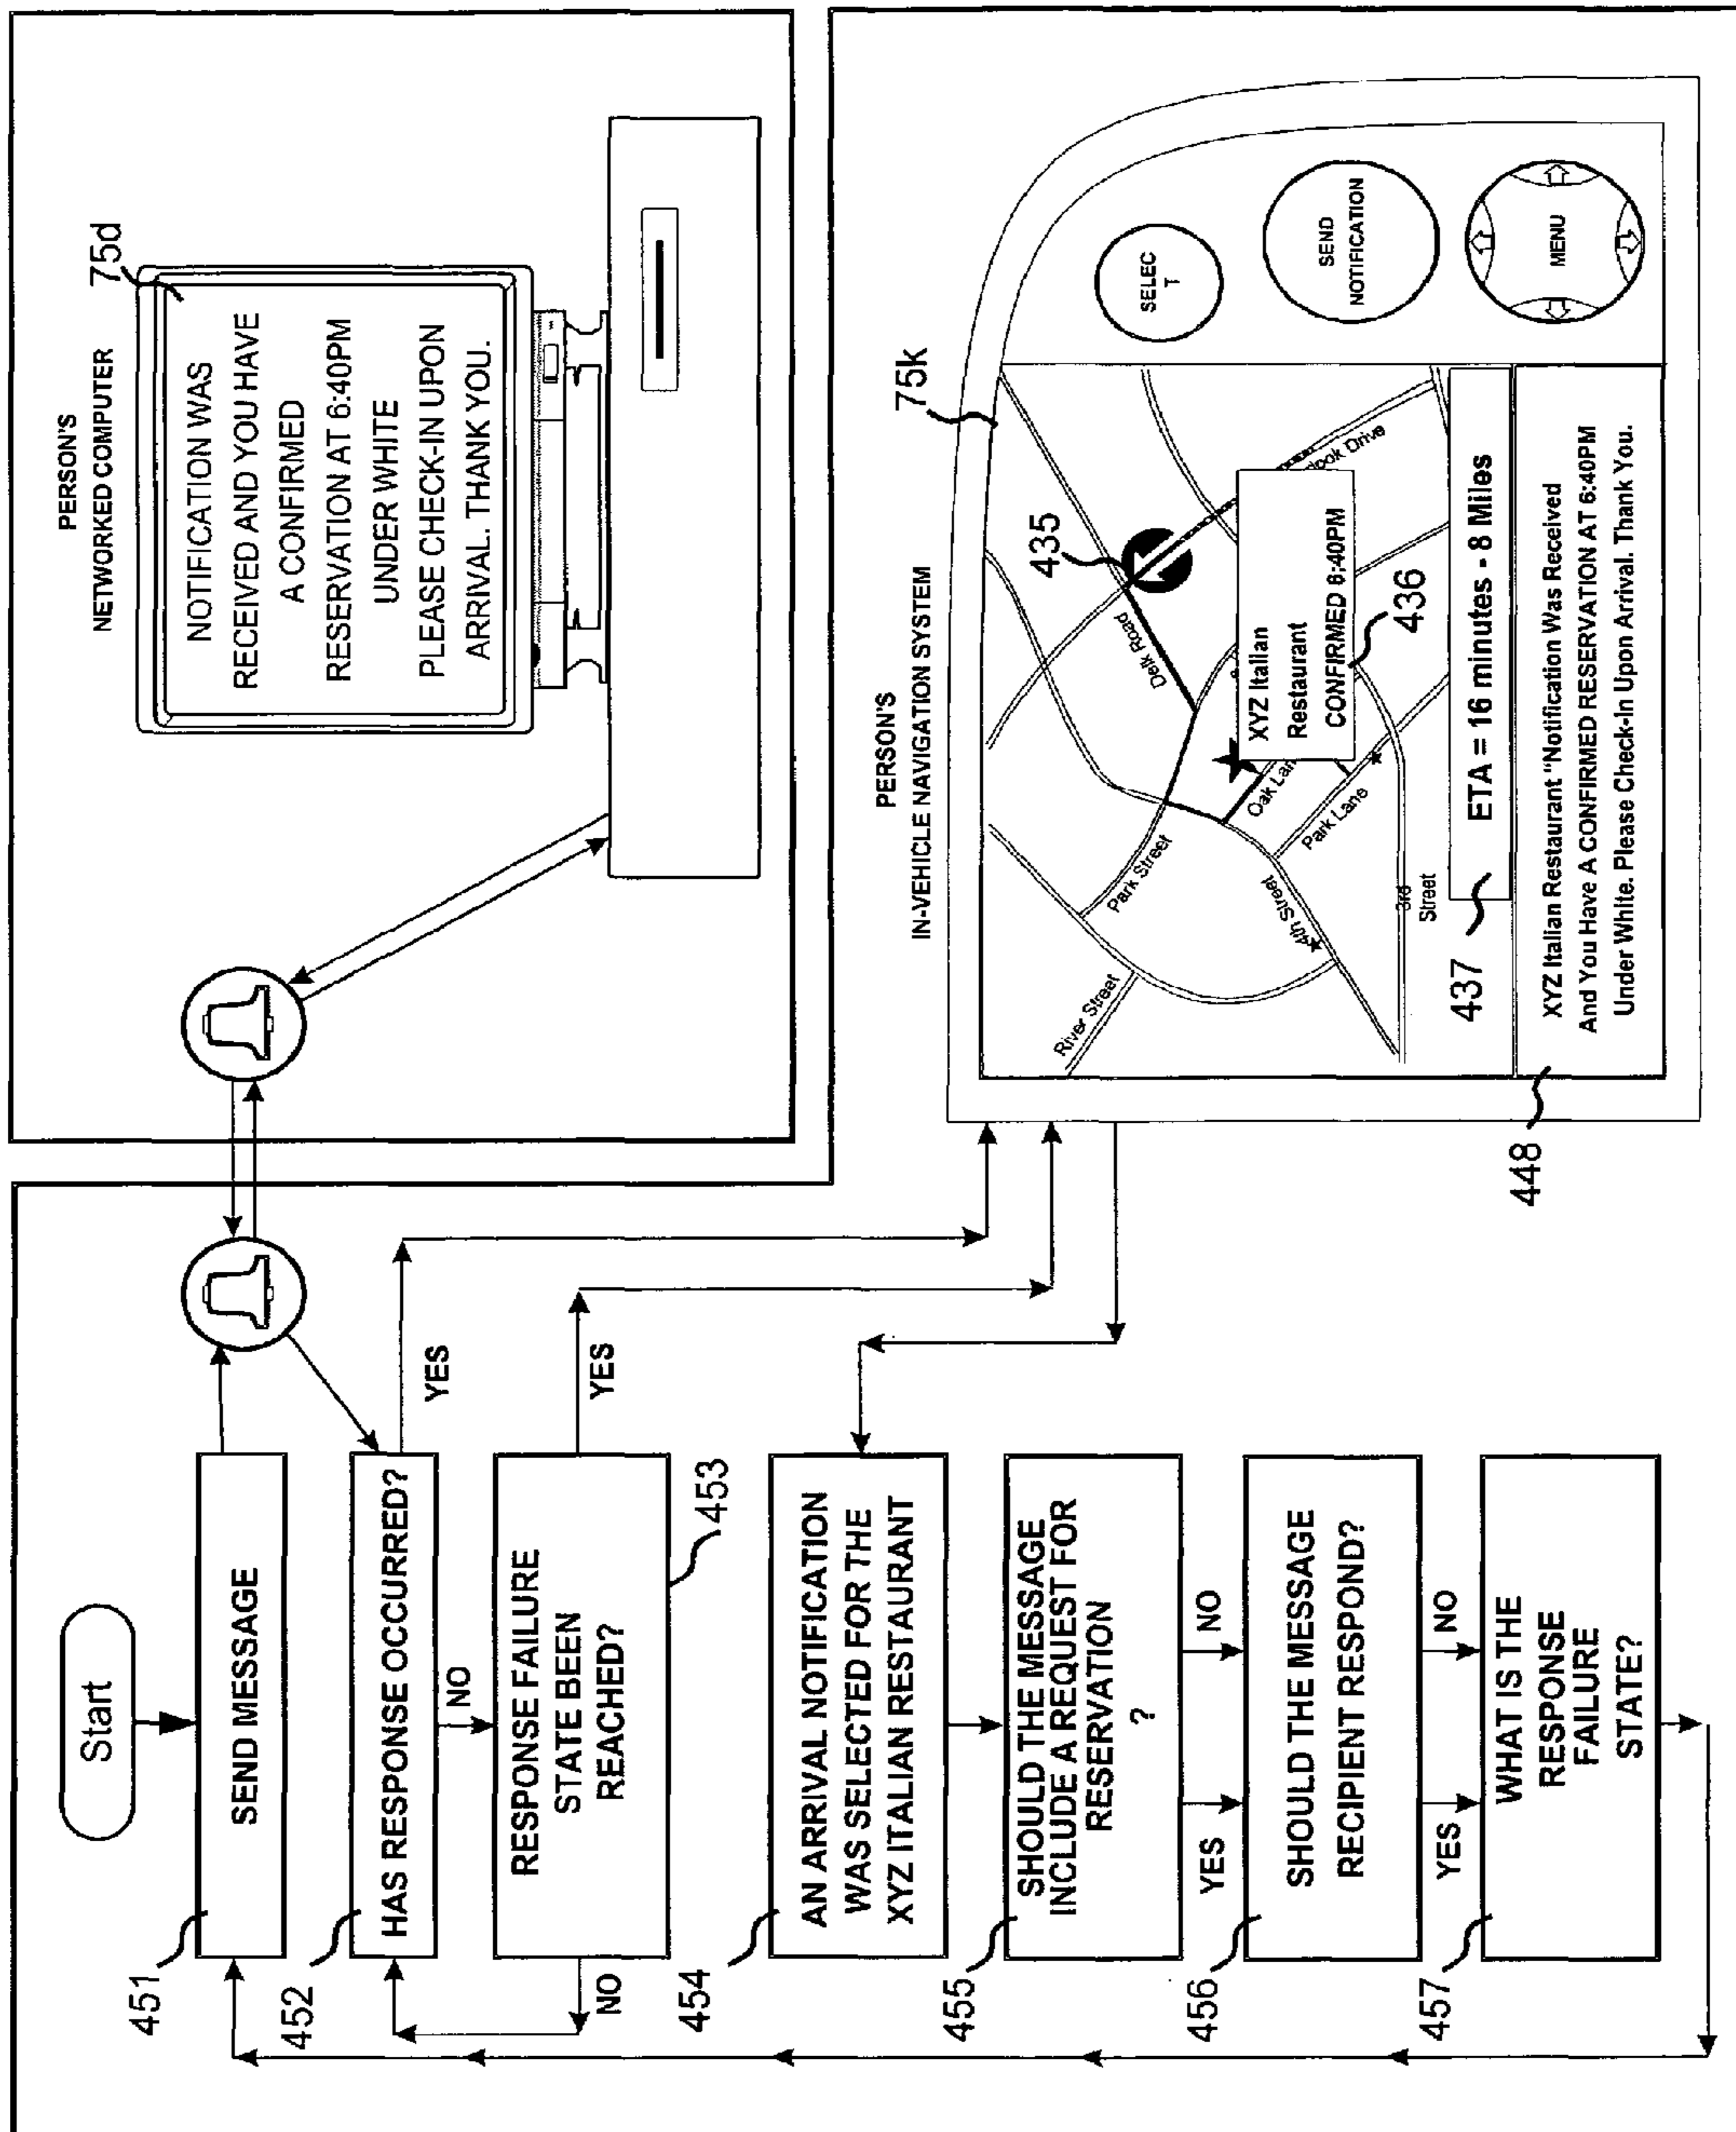 Start
451
SEND MESSAGE
452
HAS RESPONSE OCCURRED?
YES
NO
RESPONSE FAILURE
STATE BEEN
REACHED?
453
YES
NO
454
AN ARRIVAL NOTIFICATION
WAS SELECTED FOR THE
XYZ ITALIAN RESTAURANT
455
SHOULD THE MESSAGE
INCLUDE A REQUEST FOR
RESERVATION
?
YES
NO
456
SHOULD THE MESSAGE
RECIPIENT RESPOND?
YES
NO
457
WHAT IS THE
RESPONSE
FAILURE
STATE?
PERSON'S
NETWORKED COMPUTER
75d
NOTIFICATION WAS
RECEIVED AND YOU HAVE
A CONFIRMED
RESERVATION AT 6:40PM
UNDER WHITE
PLEASE CHECK-IN UPON
ARRIVAL. THANK YOU.
PERSON'S
IN-VEHICLE NAVIGATION SYSTEM
75k
River Street
Park Street
Delk Road
435
Oak Lan
Park Lane
4th Street
3rd
Street
ook Drive
XYZ Italian
Restaurant
CONFIRMED 6:40PM
436
437
ETA = 16 minutes - 8 Miles
448
XYZ Italian Restaurant "Notification Was Received
And You Have A CONFIRMED RESERVATION AT 6:40PM
Under White. Please Check-In Upon Arrival. Thank You.
SELEC
T
SEND
NOTIFICATION
MENU